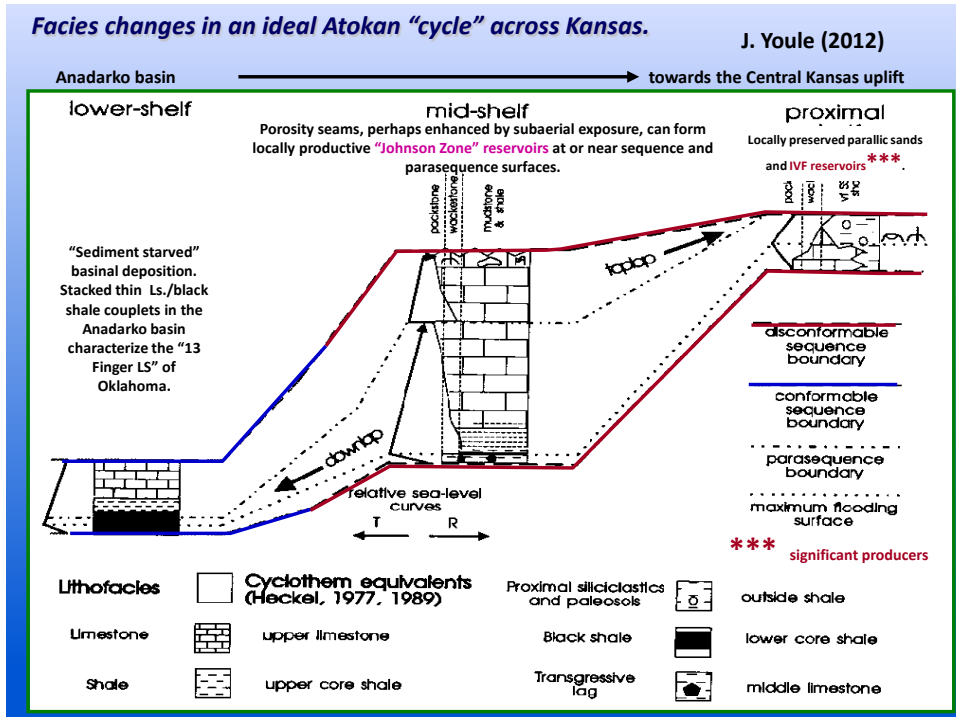 Facies changes in an ideal Atokan “cycle” across Kansas.
J. Youle (2012)
Anadarko basin
towards the Central Kansas uplift
lower-shelf
mid-shelf
proximal
Porosity seams, perhaps enhanced by subaerial exposure, can form
locally productive “Johnson Zone” reservoirs at or near sequence and
parasequence surfaces.
Locally preserved parallic sands
and IVF reservoirs***.
packstone
wackestone
mudstone
& shale
vf SS
“Sediment starved”
basinal deposition.
Stacked thin Ls./black
shale couplets in the
Anadarko basin
characterize the “13
Finger LS” of
Oklahoma.
toplap
downlap
relative sea-level
curves
T R
disconformable
sequence
boundary
conformable
sequence
boundary
parasequence
boundary
maximum flooding
surface
*** significant producers
Lithofacies
Cyclothem equivalents
(Heckel, 1977, 1989)
Proximal siliciclastics
and paleosols
outside shale
Limestone
upper limestone
Black shale
lower core shale
Shale
upper core shale
Transgressive
lag
middle limestone